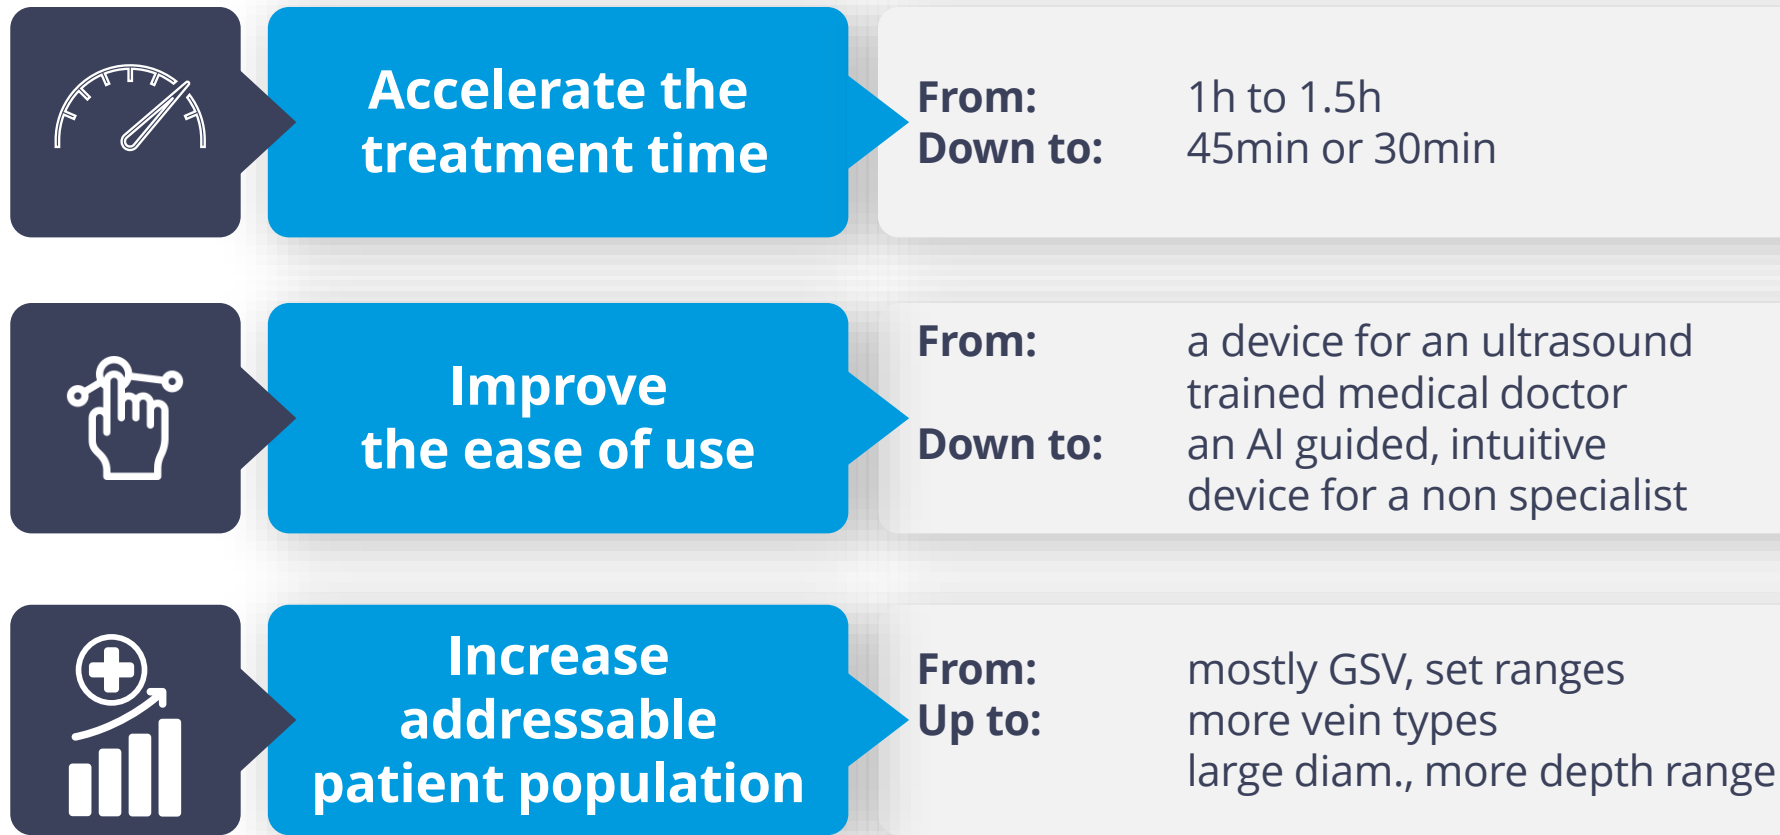 Accelerate the
treatment time
From: 1h to 1.5h
Down to: 45min or 30min
Improve
the ease of use
From: a device for an ultrasound
trained medical doctor
Down to: an AI guided, intuitive
device for a non specialist
Increase
addressable
patient population
From: mostly GSV, set ranges
Up to: more vein types
large diam., more depth range